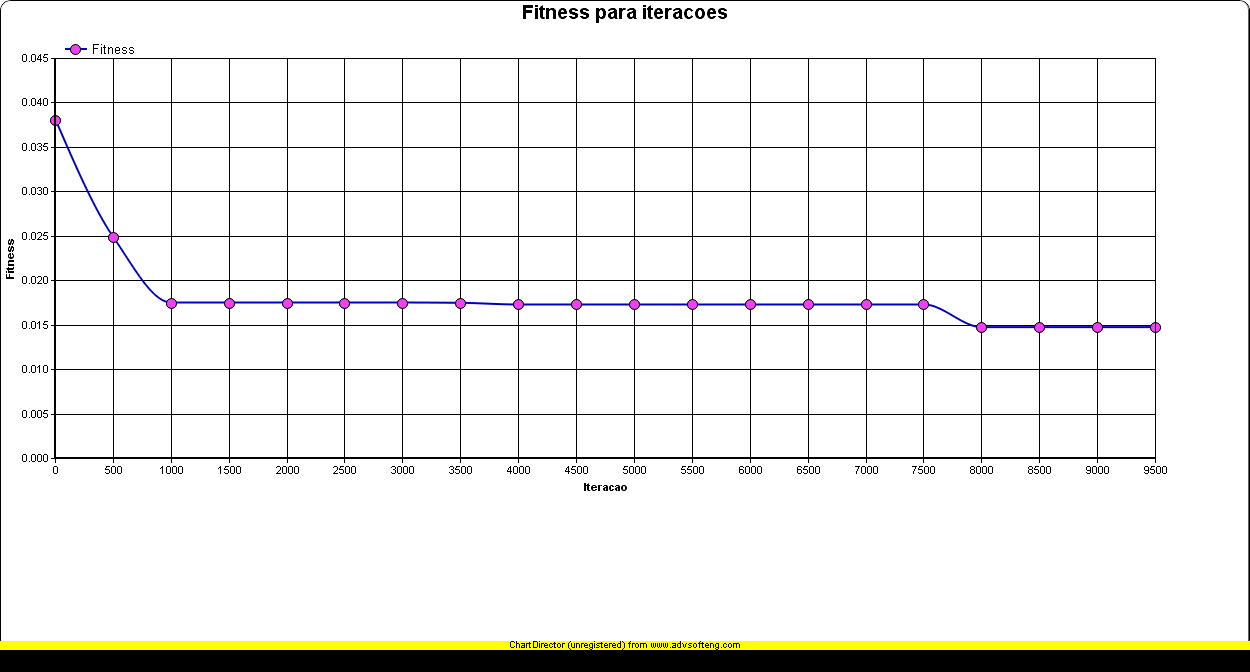 Fitness para iteracoes
Fitness
0.045
0.040
0.035
0.030
0.025
0.020
0.015
0.010
0.005
0.000
Fitness
0 500 1000 1500 2000 2500 3000 3500 4000 4500 5000 5500 6000 6500 7000 7500 8000 8500 9000 9500
Iteracao
ChartDirector (unregistered) from www.advsofteng.com